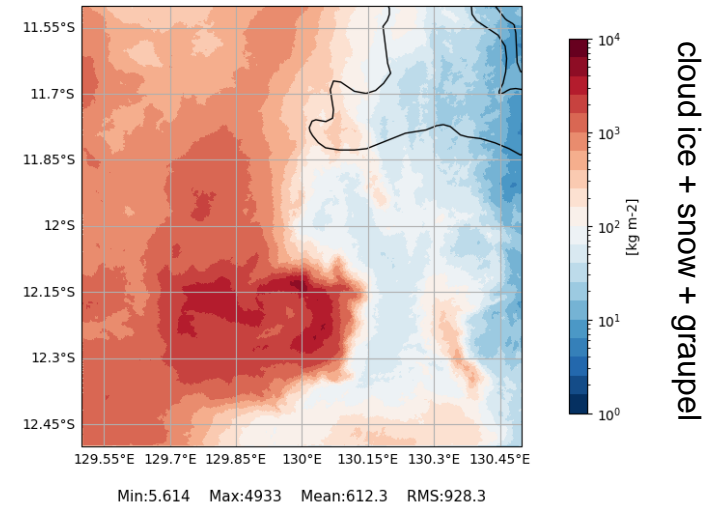 11.55°S
11.7°S
11.85°S
12°S
12.15°S
12.3°S
12.45°S
129.55°E 129.7°E 129.85°E 130°E 130.15°E 130.3°E 130.45°E
Min:5.614 Max:4933 Mean:612.3 RMS:928.3
10⁴
10³
10²
10¹
10⁰
[kg m-2]
cloud ice + snow + graupel